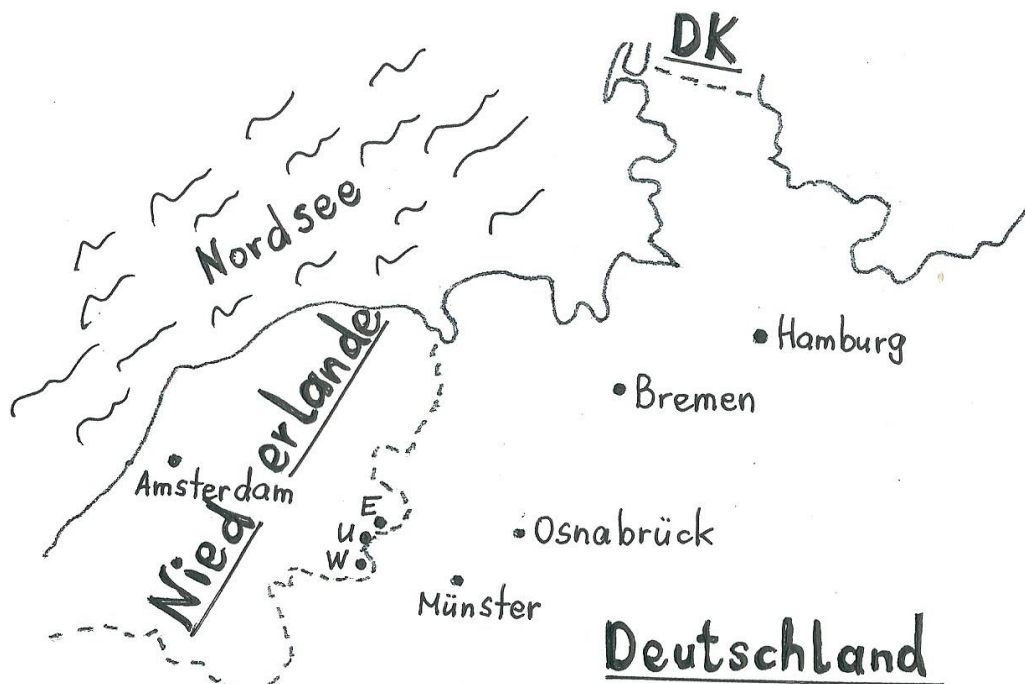 DK
Nordsee
Niederlande
Hamburg
Bremen
Amsterdam
E
U
W
Osnabrück
Münster
Deutschland